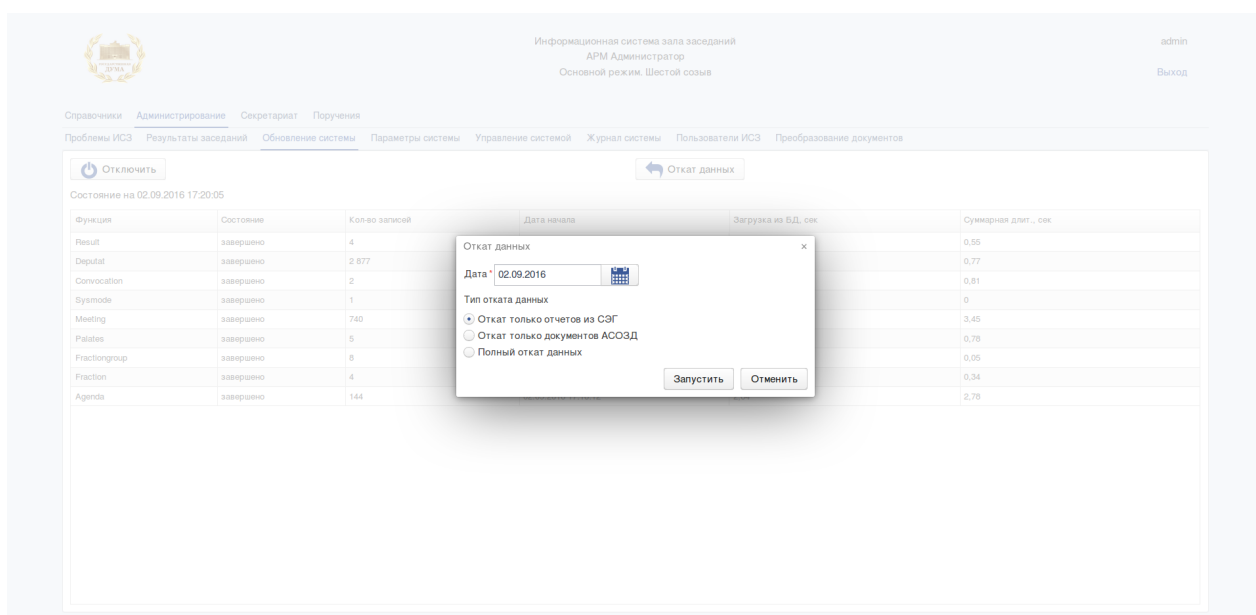 Информационная система зала заседаний
admin
АРМ Администратор
ДУМА
Основной режим. Шестой созыв
Выход
Справочники Администрирование Секретариат Поручения
Проблемы ИСЗ Результаты заседаний Обновление системы Параметры системы Управление системой Журнал системы Пользователи ИСЗ Преобразование документов
Отключить
Откат данных
Состояние на 02.09.2016 17:20:05
Функция Состояние Кол-во записей Дата начала Загрузка из БД, сек Суммарная длит., сек
Result завершено 4 0,55
Deputat завершено 2 877 0,77
Convocation завершено 2 0,61
Sysmode завершено 1 0
Meeting завершено 740 3,45
Palates завершено 5 0,78
Fractiongroup завершено 8 0,05
Fraction завершено 4 0,34
Agenda завершено 144 2,78
Откат данных ×
Дата * 02.09.2016
Тип отката данных
Откат только отчетов из СЭГ
Откат только документов АСОЗД
Полный откат данных
Запустить Отменить